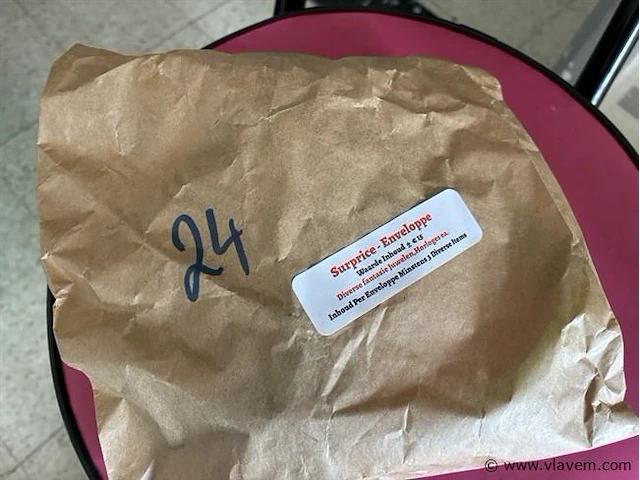 24
Surprice - Enveloppe
Waarde Inhoud ± € 15
Diverse fantasie Juwelen,Horloges ea.
Inhoud Per Enveloppe Minstens 3 Diverse Items
© www.vlavem.com